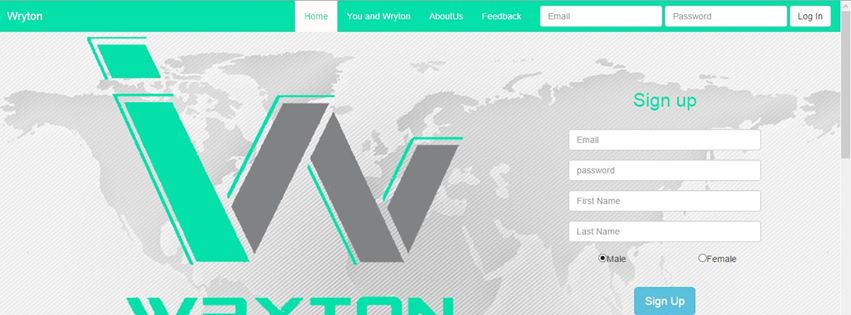 Wryton Home You and Wryton AboutUs Feedback Email Password Log In
Sign up
Email
password
First Name
Last Name
Male Female
Sign Up
WRYTON